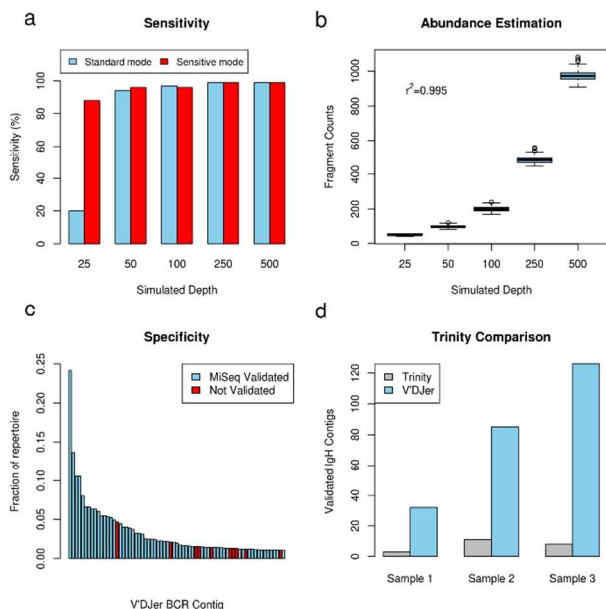 a
Sensitivity
Standard mode
Sensitive mode
Sensitivity (%)
0
20
40
60
80
100
25
50
100
250
500
Simulated Depth
b
Abundance Estimation
r²=0.995
Fragment Counts
0
200
400
600
800
1000
25
50
100
250
500
Simulated Depth
c
Specificity
MiSeq Validated
Not Validated
Fraction of repertoire
0.00
0.05
0.10
0.15
0.20
0.25
V'DJer BCR Contig
d
Trinity Comparison
Trinity
V'DJer
Validated IgH Contigs
0
20
40
60
80
100
120
Sample 1
Sample 2
Sample 3